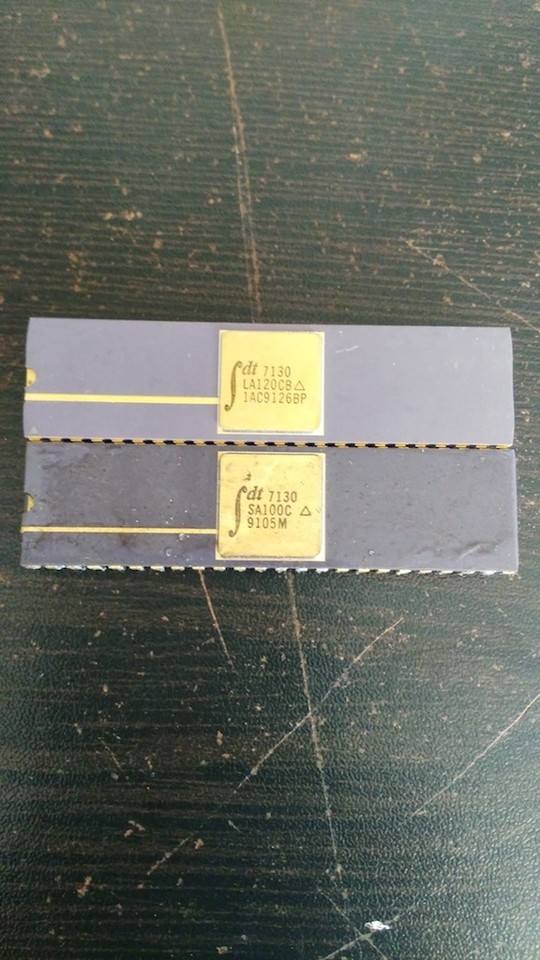 idt 7130
LA120CB △
1AC9126BP
idt 7130
SA100C △
9105M